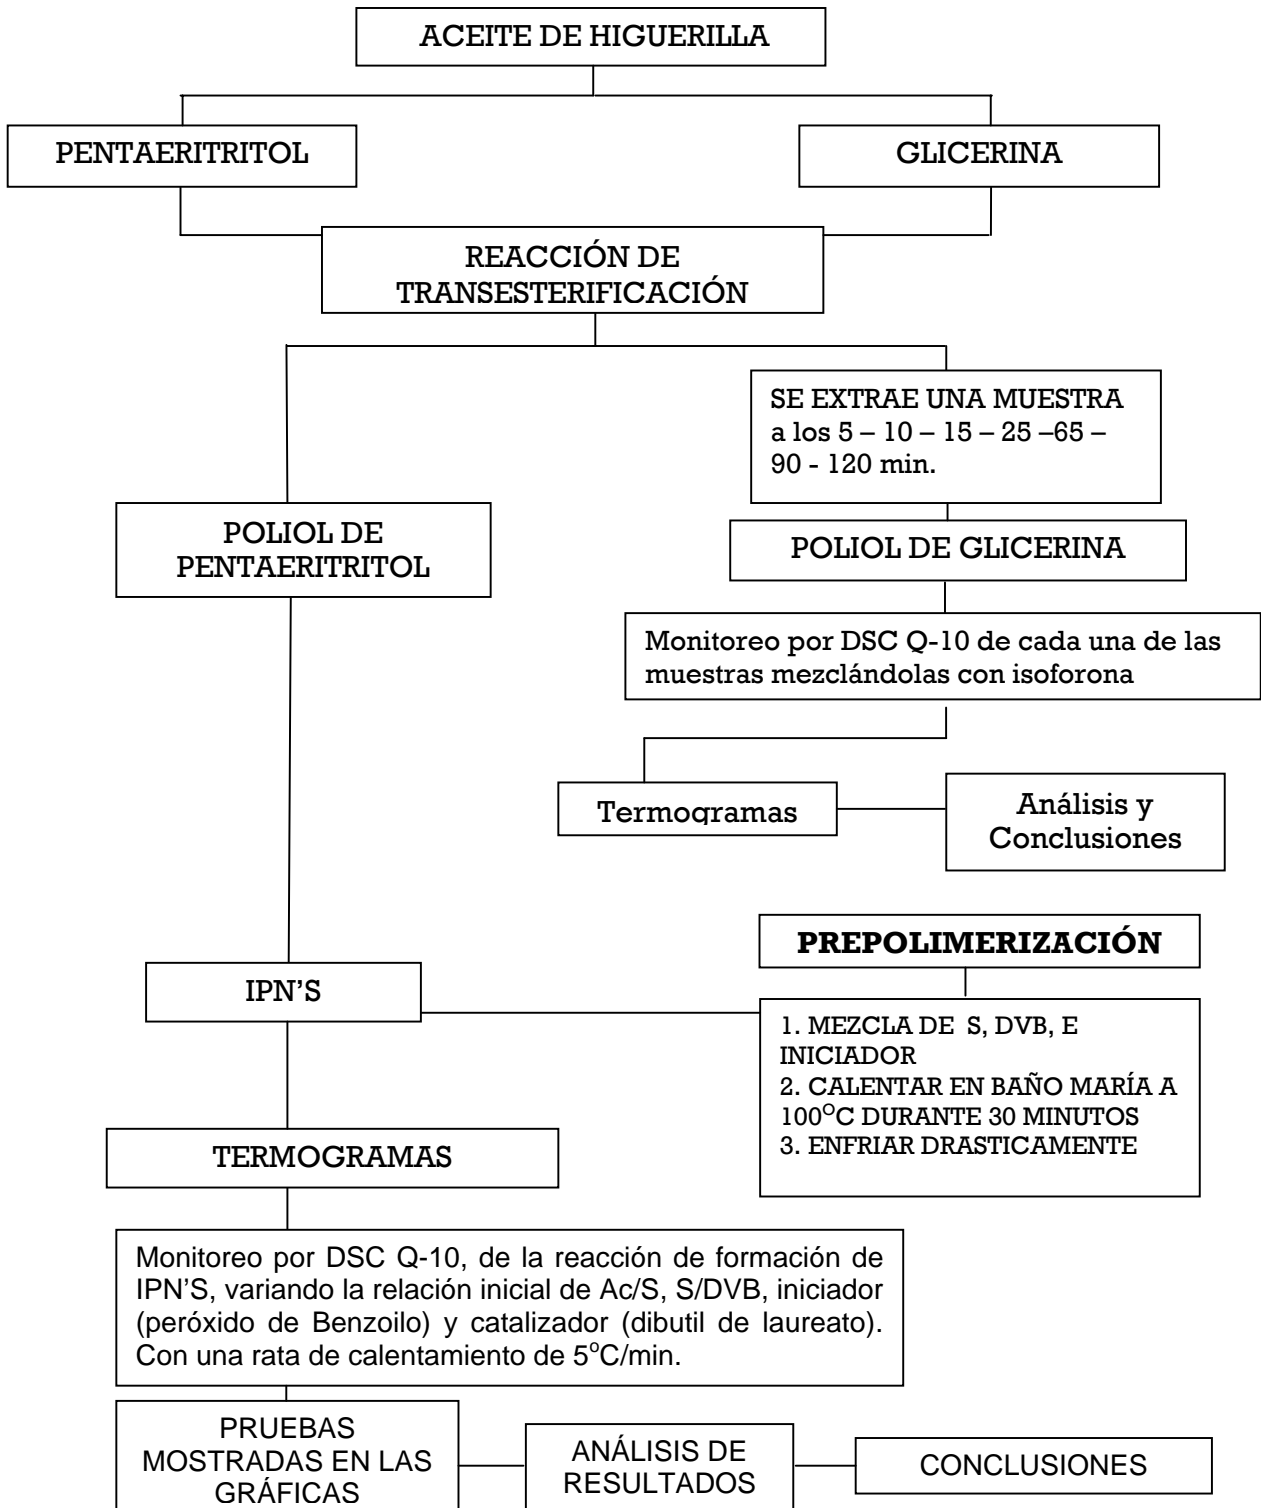 ACEITE DE HIGUERILLA
PENTAERITRITOL
GLICERINA
REACCIÓN DE
TRANSESTERIFICACIÓN
SE EXTRAE UNA MUESTRA
a los 5 – 10 – 15 – 25 –65 –
90 - 120 min.
POLIOL DE
PENTAERITRITOL
POLIOL DE GLICERINA
Monitoreo por DSC Q-10 de cada una de las
muestras mezclándolas con isoforona
Termogramas
Análisis y
Conclusiones
PREPOLIMERIZACIÓN
IPN’S
1. MEZCLA DE  S, DVB, E
INICIADOR
2. CALENTAR EN BAÑO MARÍA A
100°C DURANTE 30 MINUTOS
3. ENFRIAR DRASTICAMENTE
TERMOGRAMAS
Monitoreo por DSC Q-10, de la reacción de formación de
IPN’S, variando la relación inicial de Ac/S, S/DVB, iniciador
(peróxido de Benzoilo) y catalizador (dibutil de laureato).
Con una rata de calentamiento de 5°C/min.
PRUEBAS
MOSTRADAS EN LAS
GRÁFICAS
ANÁLISIS DE
RESULTADOS
CONCLUSIONES